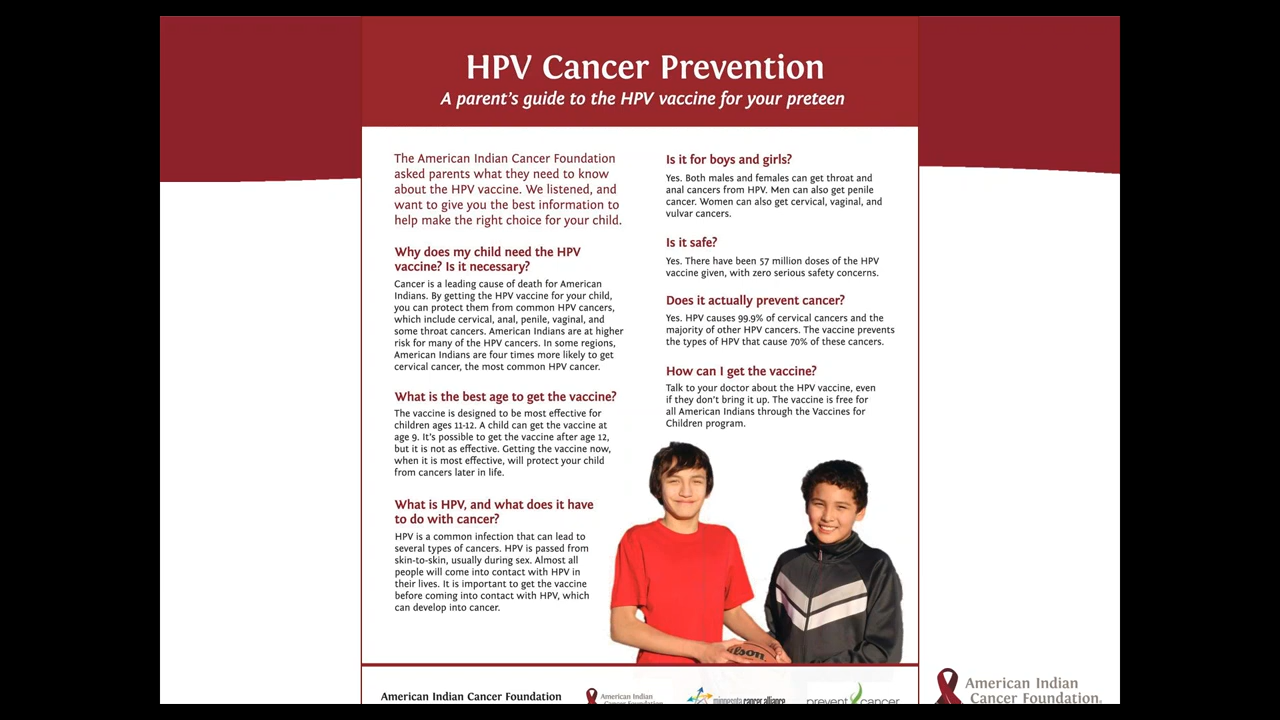 HPV Cancer Prevention
A parent's guide to the HPV vaccine for your preteen
The American Indian Cancer Foundation
asked parents what they need to know
about the HPV vaccine. We listened, and
want to give you the best information to
help make the right choice for your child.
Why does my child need the HPV
vaccine? Is it necessary?
Cancer is a leading cause of death for American
Indians. By getting the HPV vaccine for your child,
you can protect them from common HPV cancers,
which include cervical, anal, penile, vaginal, and
some throat cancers. American Indians are at higher
risk for many of the HPV cancers. In some regions,
American Indians are four times more likely to get
cervical cancer, the most common HPV cancer.
What is the best age to get the vaccine?
The vaccine is designed to be most effective for
children ages 11-12. A child can get the vaccine at
age 9. It's possible to get the vaccine after age 12,
but it is not as effective. Getting the vaccine now,
when it is most effective, will protect your child
from cancers later in life.
What is HPV, and what does it have
to do with cancer?
HPV is a common infection that can lead to
several types of cancers. HPV is passed from
skin-to-skin, usually during sex. Almost all
people will come into contact with HPV in
their lives. It is important to get the vaccine
before coming into contact with HPV, which
can develop into cancer.
Is it for boys and girls?
Yes. Both males and females can get throat and
anal cancers from HPV. Men can also get penile
cancer. Women can also get cervical, vaginal, and
vulvar cancers.
Is it safe?
Yes. There have been 57 million doses of the HPV
vaccine given, with zero serious safety concerns.
Does it actually prevent cancer?
Yes. HPV causes 99.9% of cervical cancers and the
majority of other HPV cancers. The vaccine prevents
the types of HPV that cause 70% of these cancers.
How can I get the vaccine?
Talk to your doctor about the HPV vaccine, even
if they don't bring it up. The vaccine is free for
all American Indians through the Vaccines for
Children program.
Wilson
American Indian Cancer Foundation
American Indian
Cancer Foundation
minnesota cancer alliance
prevent cancer
American Indian
Cancer Foundation